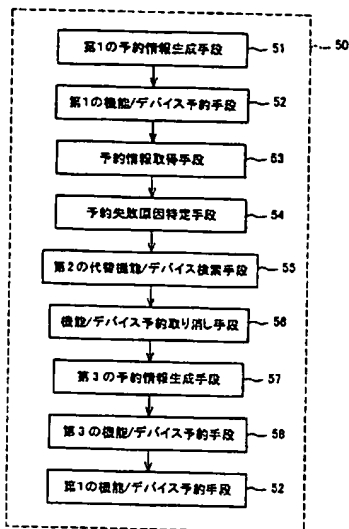 第1の予約情報生成手段 51
50
第1の機能/デバイス予約手段 52
予約情報取得手段 53
予約失敗原因特定手段 54
第2の代替機能/デバイス検索手段 55
機能/デバイス予約取り消し手段 56
第3の予約情報生成手段 57
第3の機能/デバイス予約手段 58
第1の機能/デバイス予約手段 52